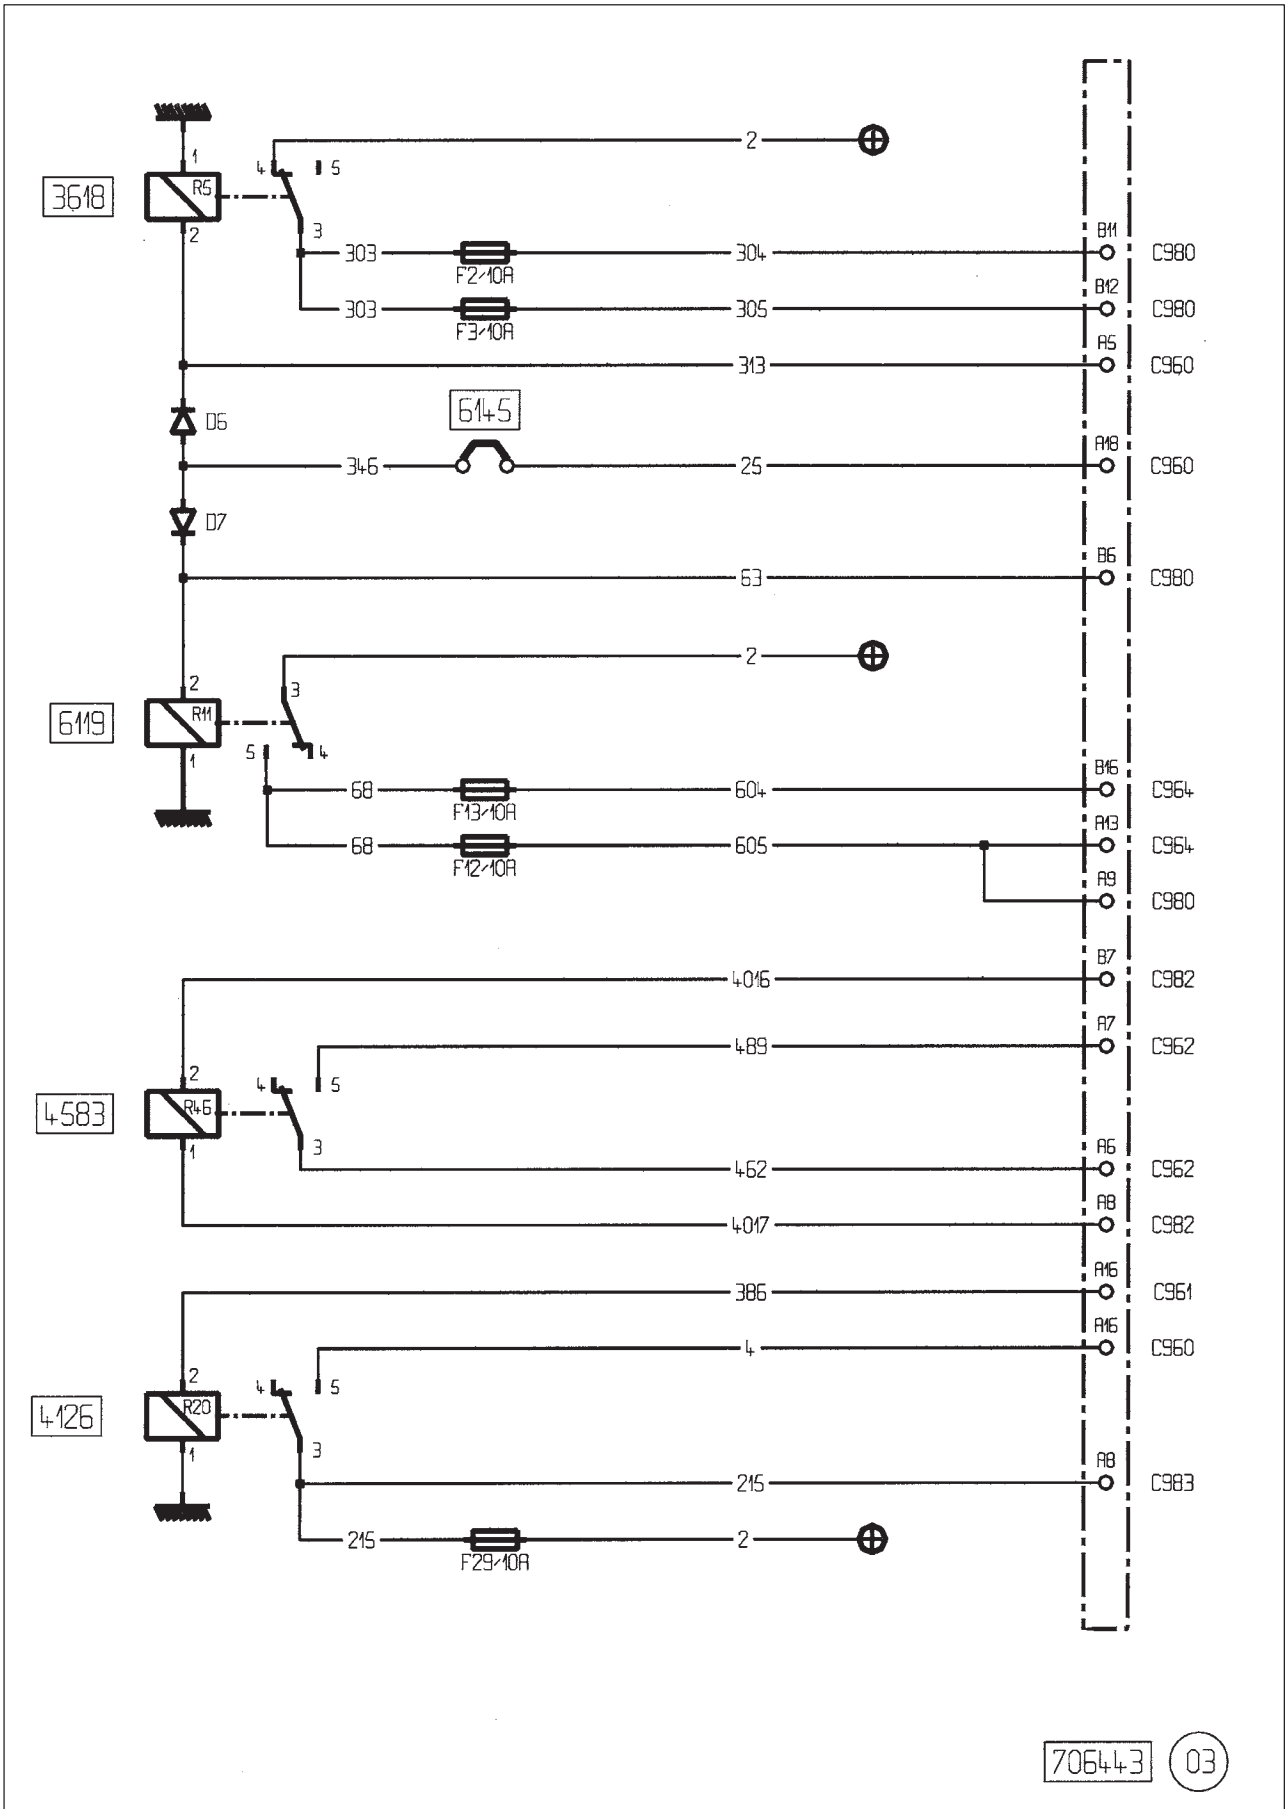 2
1
4
5
R5
3618
2
3
B11
303
304
C980
F2/10A
B12
303
305
C980
F3/10A
A5
313
C960
6145
D6
A18
346
25
C960
D7
B6
63
C980
2
2
3
R11
6119
5
4
1
B16
68
604
C964
F13/10A
A13
68
605
C964
F12/10A
A9
C980
B7
4016
C982
A7
489
C962
2
4
5
R46
4583
1
3
A6
462
C962
A8
4017
C982
A16
386
C961
A16
4
C960
2
4
5
R20
4126
1
3
A8
215
C983
215
2
F29/10A
706443
03